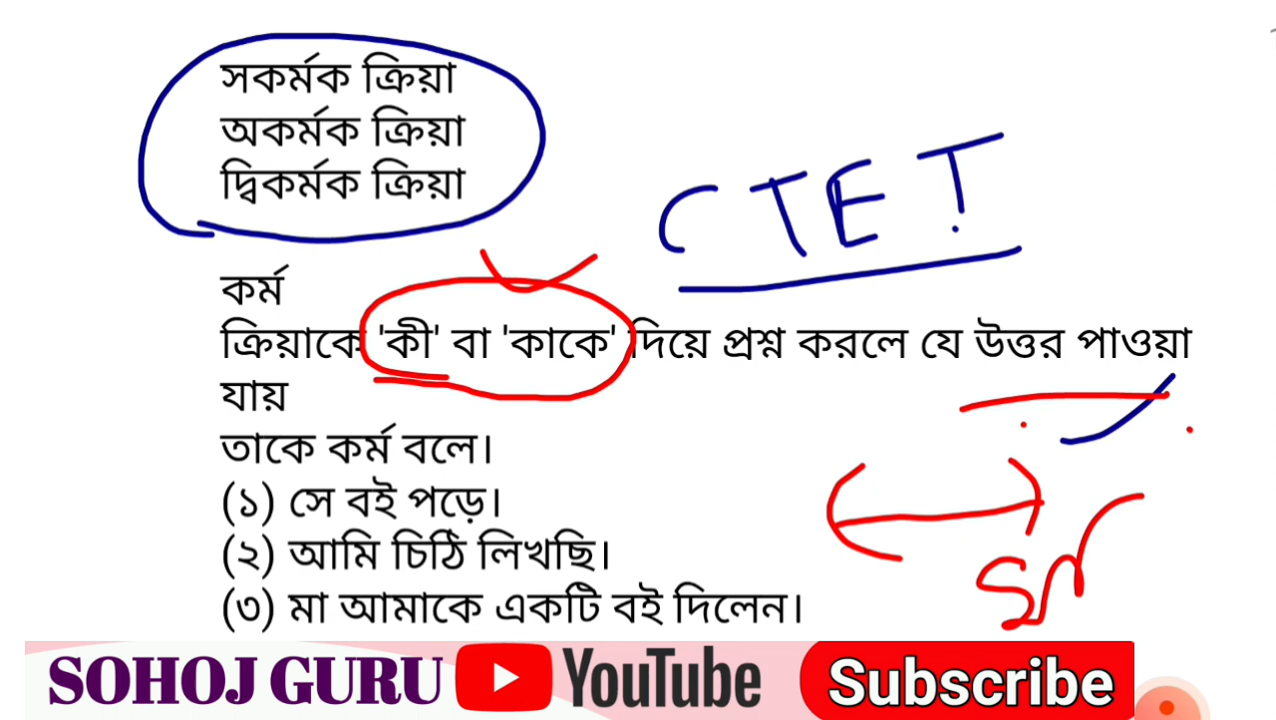 সকর্মক ক্রিয়া
অকর্মক ক্রিয়া
দ্বিকর্মক ক্রিয়া
CTET
কর্ম
ক্রিয়াকে 'কী' বা 'কাকে' দিয়ে প্রশ্ন করলে যে উত্তর পাওয়া
যায়
তাকে কর্ম বলে।
(১) সে বই পড়ে।
(২) আমি চিঠি লিখছি।
(৩) মা আমাকে একটি বই দিলেন।
SOHOJ GURU YouTube Subscribe